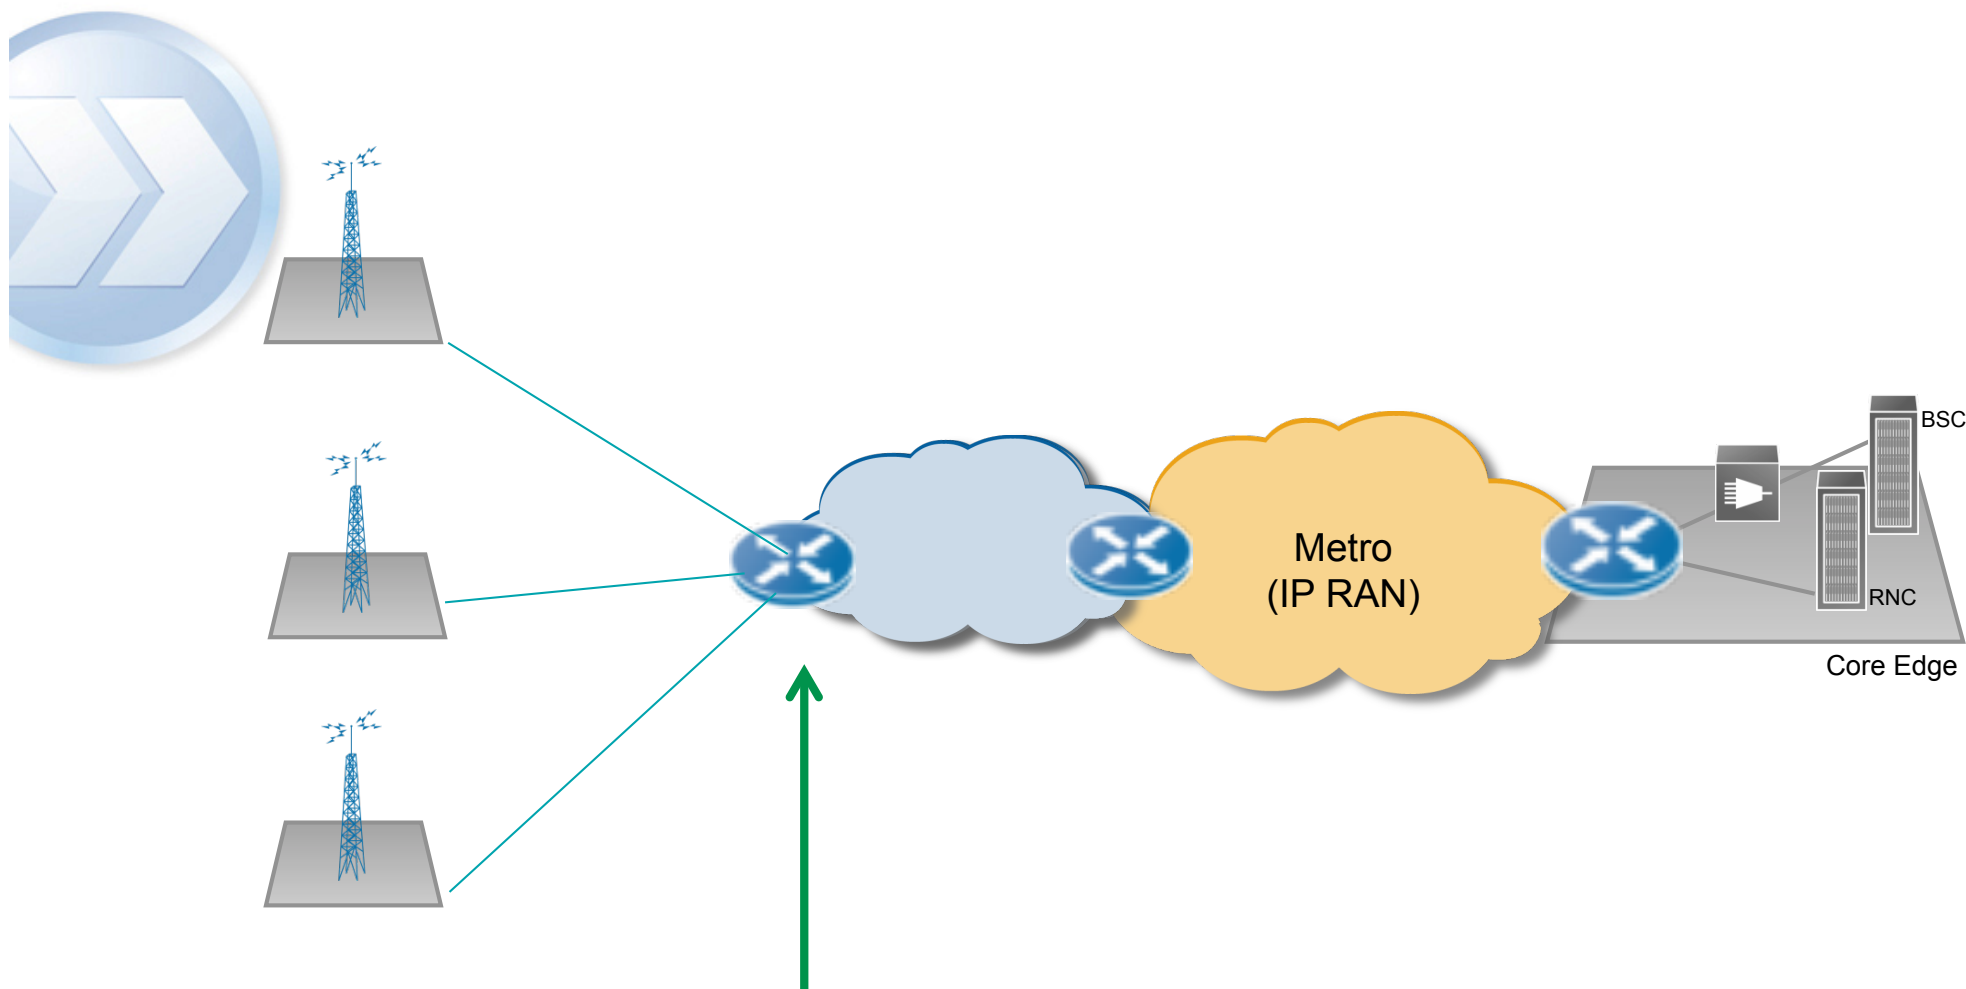 BSC
Metro
(IP RAN)
RNC
Core Edge